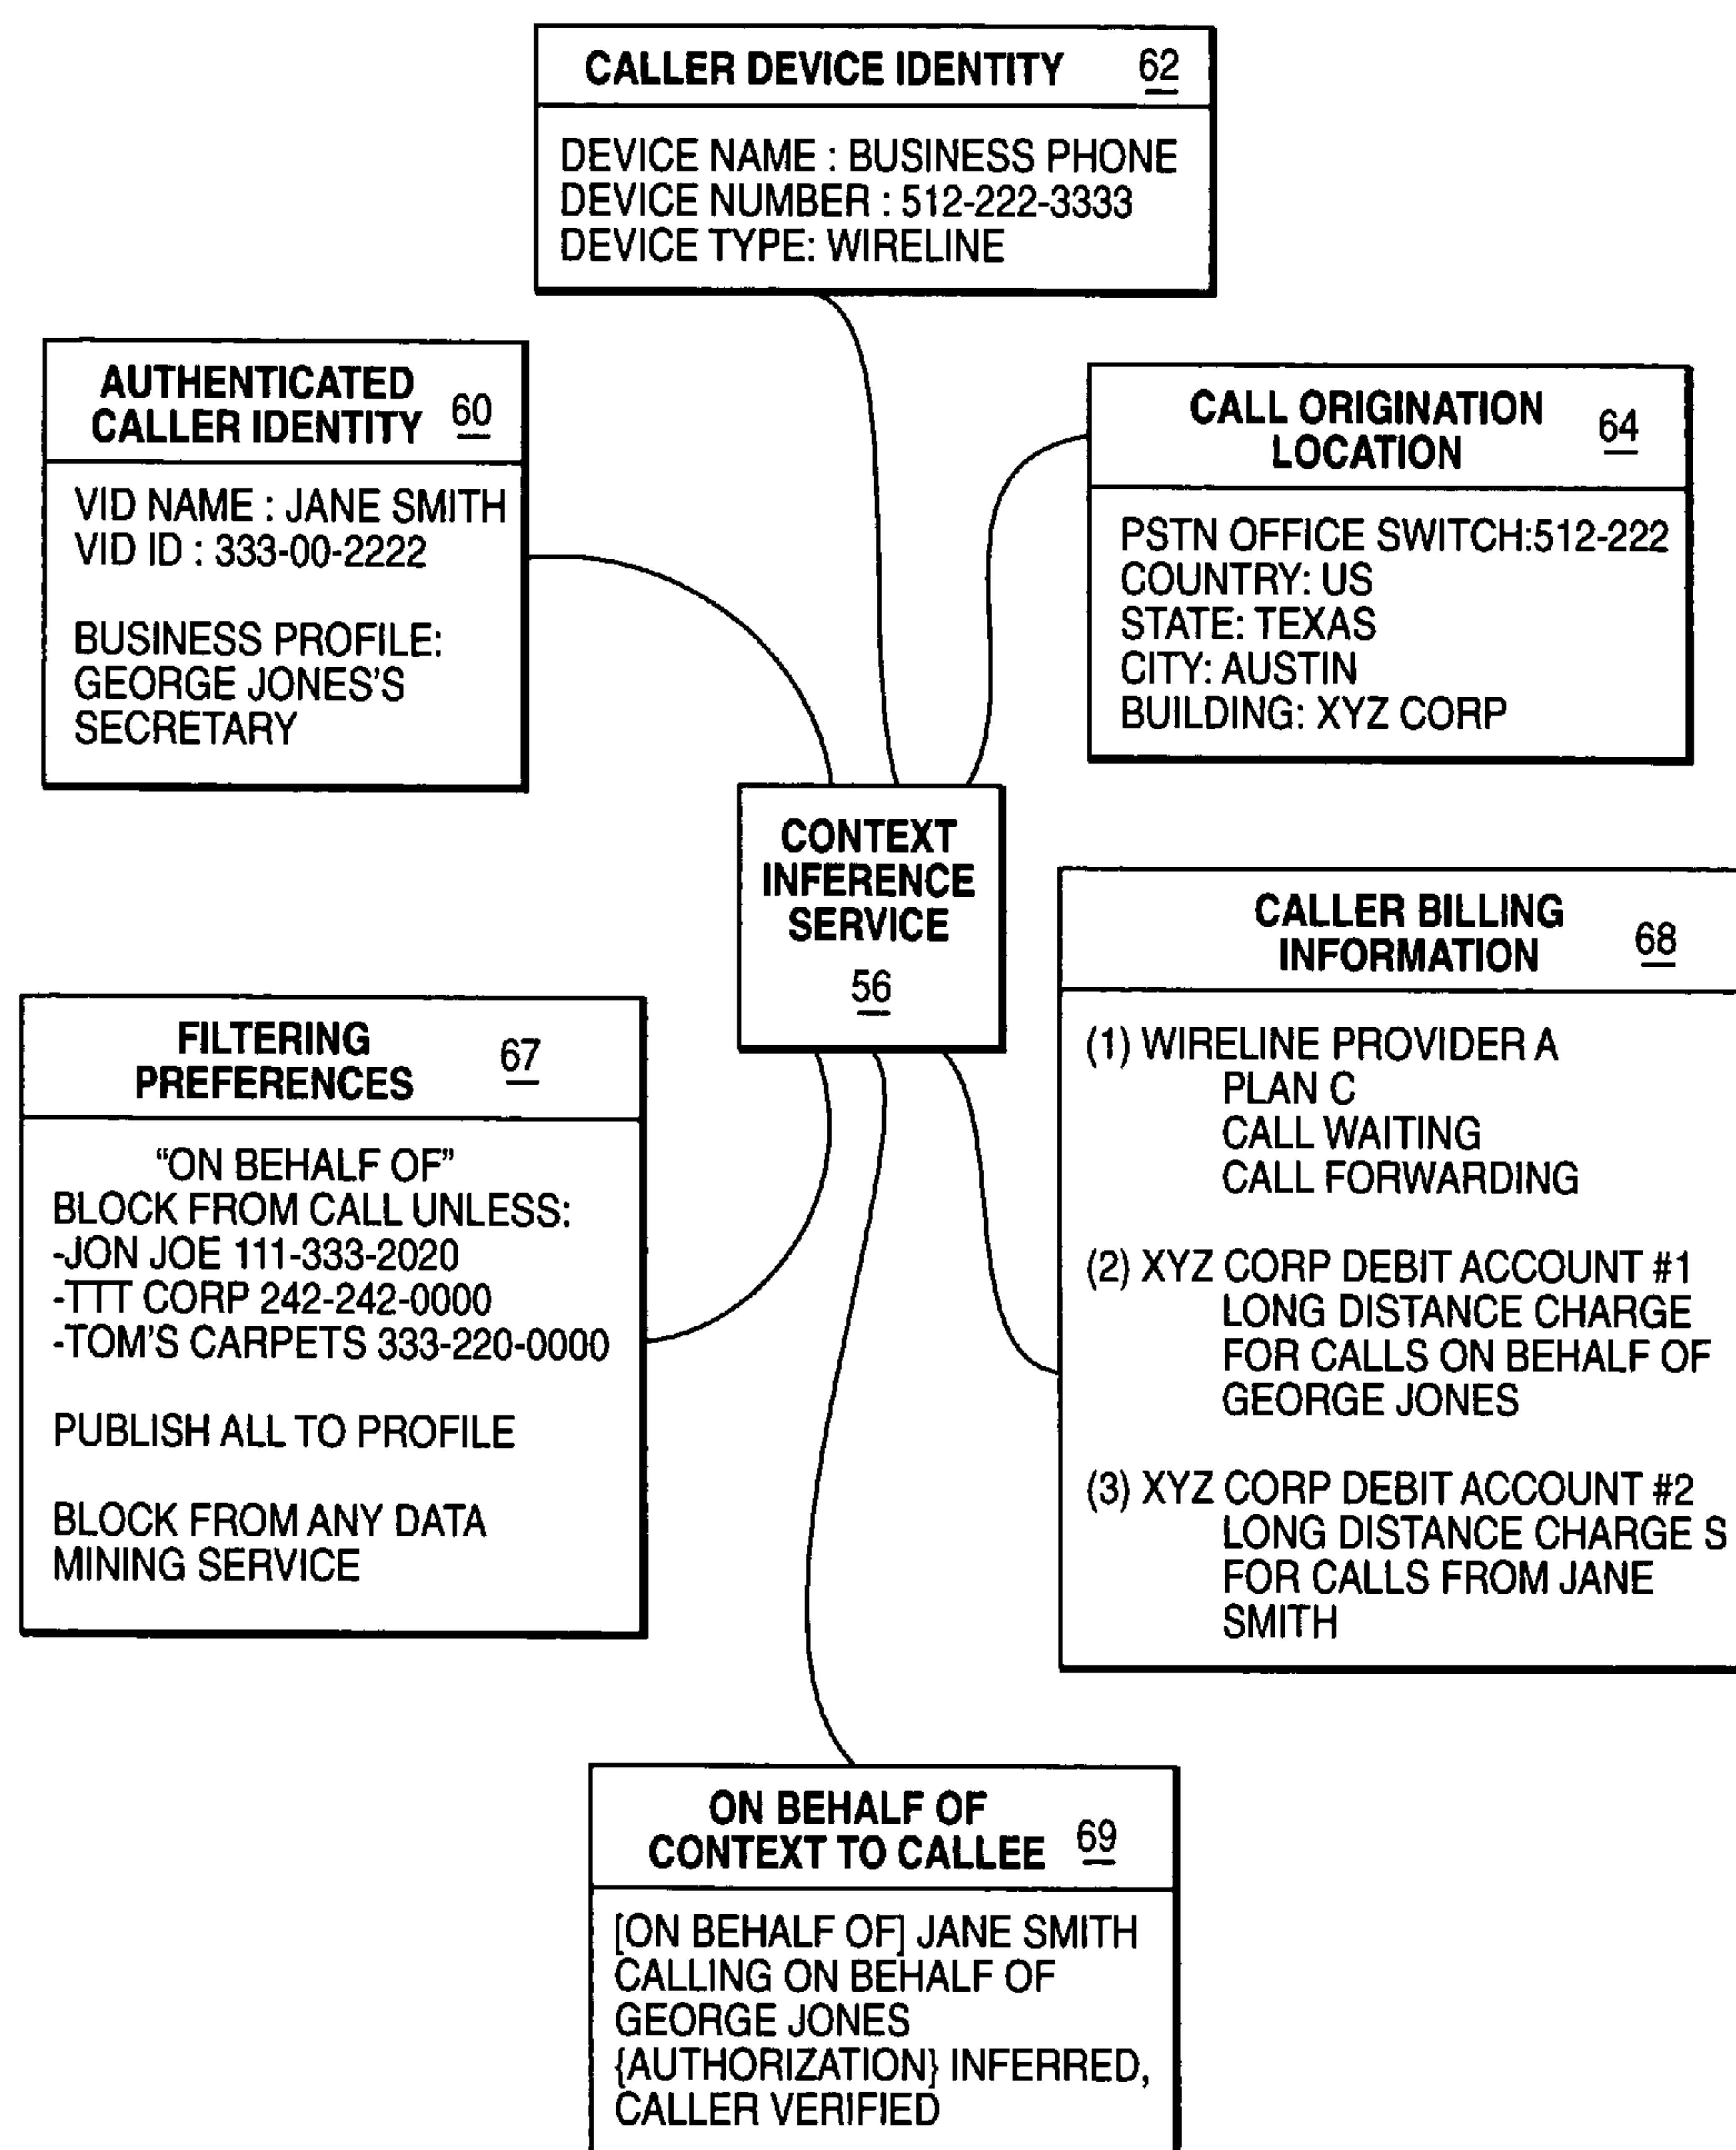 CALLER DEVICE IDENTITY 62
DEVICE NAME : BUSINESS PHONE
DEVICE NUMBER : 512-222-3333
DEVICE TYPE: WIRELINE
AUTHENTICATED
CALLER IDENTITY 60
VID NAME : JANE SMITH
VID ID : 333-00-2222
BUSINESS PROFILE:
GEORGE JONES'S
SECRETARY
CALL ORIGINATION
LOCATION 64
PSTN OFFICE SWITCH:512-222
COUNTRY: US
STATE: TEXAS
CITY: AUSTIN
BUILDING: XYZ CORP
CONTEXT
INFERENCE
SERVICE
56
FILTERING
PREFERENCES 67
“ON BEHALF OF”
BLOCK FROM CALL UNLESS:
-JON JOE 111-333-2020
-TTT CORP 242-242-0000
-TOM'S CARPETS 333-220-0000
PUBLISH ALL TO PROFILE
BLOCK FROM ANY DATA
MINING SERVICE
CALLER BILLING
INFORMATION 68
(1) WIRELINE PROVIDER A
PLAN C
CALL WAITING
CALL FORWARDING
(2) XYZ CORP DEBIT ACCOUNT #1
LONG DISTANCE CHARGE
FOR CALLS ON BEHALF OF
GEORGE JONES
(3) XYZ CORP DEBIT ACCOUNT #2
LONG DISTANCE CHARGE S
FOR CALLS FROM JANE
SMITH
ON BEHALF OF
CONTEXT TO CALLEE 69
[ON BEHALF OF] JANE SMITH
CALLING ON BEHALF OF
GEORGE JONES
{AUTHORIZATION} INFERRED,
CALLER VERIFIED